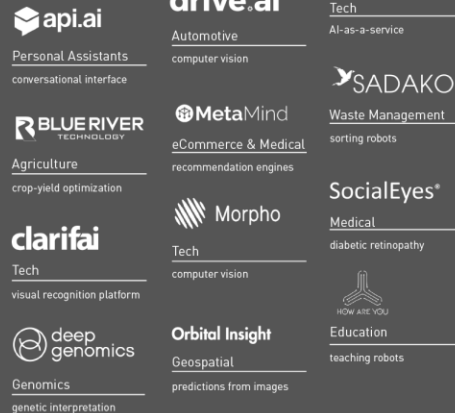 api.ai
Personal Assistants
conversational interface
BLUE RIVER
TECHNOLOGY
Agriculture
crop-yield optimization
clarifai
Tech
visual recognition platform
deep
genomics
Genomics
genetic interpretation
drive.ai
Automotive
computer vision
MetaMind
eCommerce & Medical
recommendation engines
Morpho
Tech
computer vision
Orbital Insight
Geospatial
predictions from images
Tech
AI-as-a-service
SADAKO
Waste Management
sorting robots
SocialEyes*
Medical
diabetic retinopathy
HOW ARE YOU
Education
teaching robots